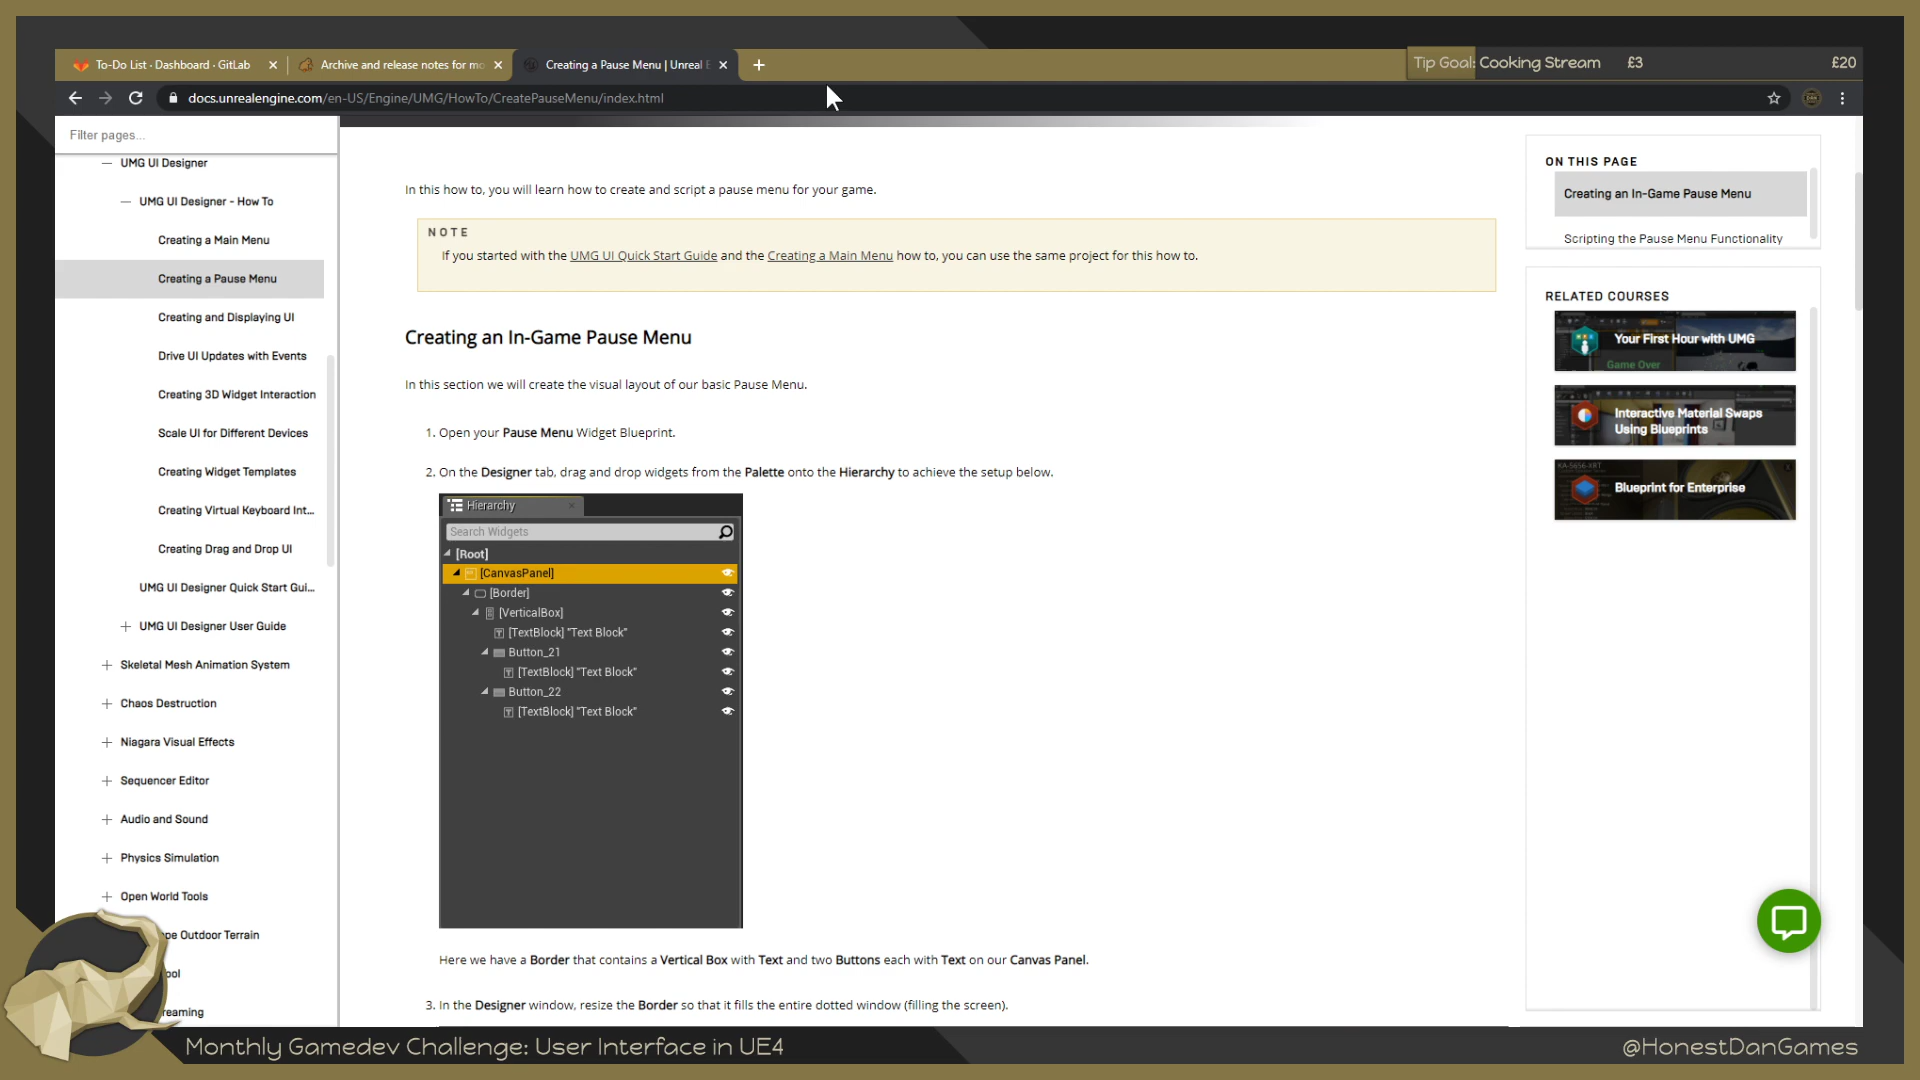 To-Do List · Dashboard · GitLab
Archive and release notes for mo
Creating a Pause Menu | Unreal E
Tip Goal: Cooking Stream £3 £20
docs.unrealengine.com/en-US/Engine/UMG/HowTo/CreatePauseMenu/index.html
Filter pages...
UMG UI Designer
UMG UI Designer - How To
Creating a Main Menu
Creating a Pause Menu
Creating and Displaying UI
Drive UI Updates with Events
Creating 3D Widget Interaction
Scale UI for Different Devices
Creating Widget Templates
Creating Virtual Keyboard Int...
Creating Drag and Drop UI
UMG UI Designer Quick Start Gui...
UMG UI Designer User Guide
Skeletal Mesh Animation System
Chaos Destruction
Niagara Visual Effects
Sequencer Editor
Audio and Sound
Physics Simulation
Open World Tools
pe Outdoor Terrain
ool
reaming
In this how to, you will learn how to create and script a pause menu for your game.
NOTE
If you started with the UMG UI Quick Start Guide and the Creating a Main Menu how to, you can use the same project for this how to.
Creating an In-Game Pause Menu
In this section we will create the visual layout of our basic Pause Menu.
1. Open your Pause Menu Widget Blueprint.
2. On the Designer tab, drag and drop widgets from the Palette onto the Hierarchy to achieve the setup below.
Hierarchy
Search Widgets
[Root]
[CanvasPanel]
[Border]
[VerticalBox]
[TextBlock] "Text Block"
Button_21
[TextBlock] "Text Block"
Button_22
[TextBlock] "Text Block"
Here we have a Border that contains a Vertical Box with Text and two Buttons each with Text on our Canvas Panel.
3. In the Designer window, resize the Border so that it fills the entire dotted window (filling the screen).
ON THIS PAGE
Creating an In-Game Pause Menu
Scripting the Pause Menu Functionality
RELATED COURSES
Your First Hour with UMG
Game Over
Interactive Material Swaps
Using Blueprints
KA-5656-XRT
Blueprint for Enterprise
Monthly Gamedev Challenge: User Interface in UE4
@HonestDanGames